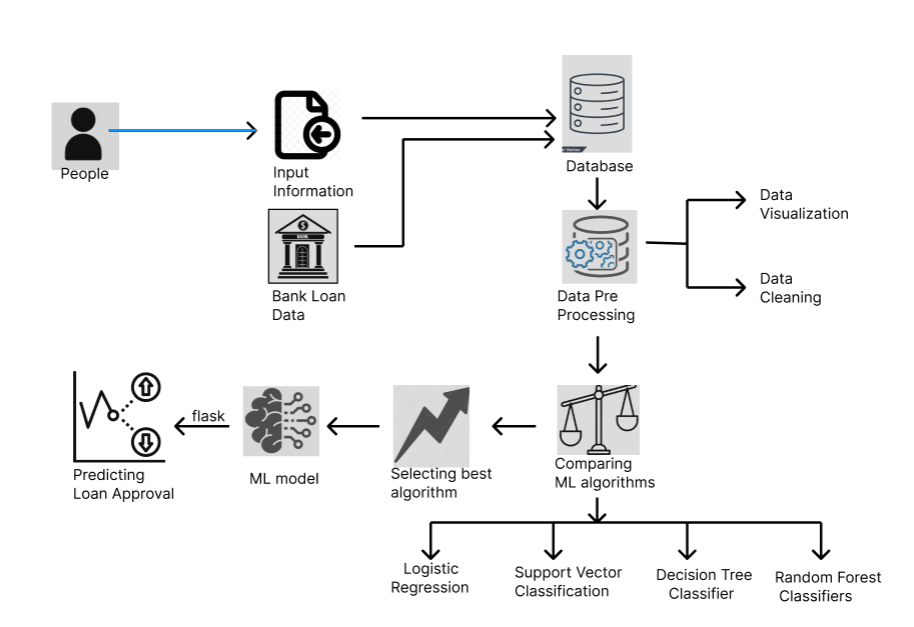 People
Input
Information
Bank Loan
Data
Database
Data Pre
Processing
Data
Visualization
Data
Cleaning
Comparing
ML algorithms
Selecting best
algorithm
ML model
flask
Predicting
Loan Approval
Logistic
Regression
Support Vector
Classification
Decision Tree
Classifier
Random Forest
Classifiers